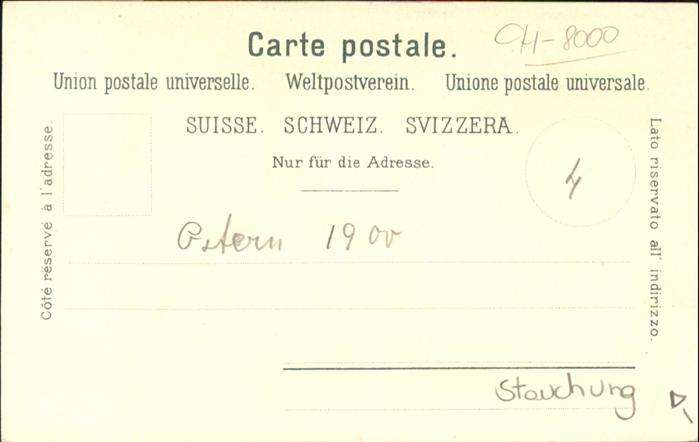 Carte postale.
CH-8000
Union postale universelle. Weltpostverein. Unione postale universale.
SUISSE. SCHWEIZ. SVIZZERA.
Nur für die Adresse.
Côté réservé à l'adresse.
Lato riservato all' indirizzo.
4
Ostern 1900
Stauchung